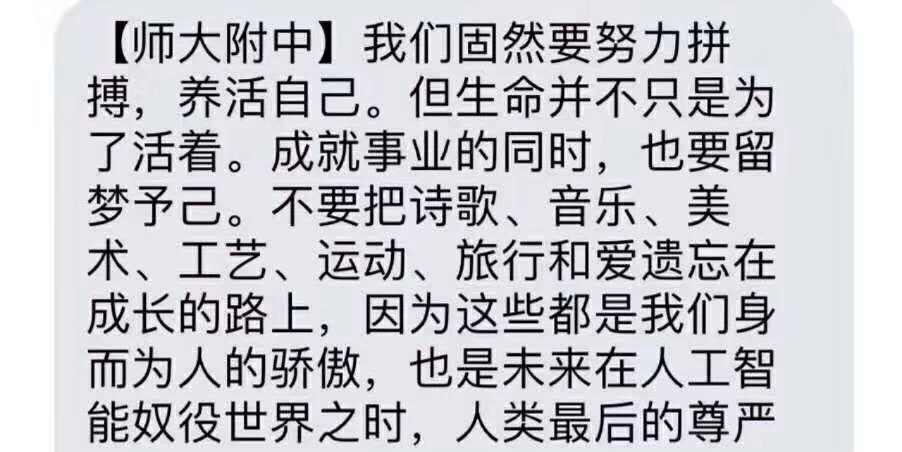 【师大附中】我们固然要努力拼
搏，养活自己。但生命并不只是为
了活着。成就事业的同时，也要留
梦予己。不要把诗歌、音乐、美
术、工艺、运动、旅行和爱遗忘在
成长的路上，因为这些都是我们身
而为人的骄傲，也是未来在人工智
能奴役世界之时，人类最后的尊严